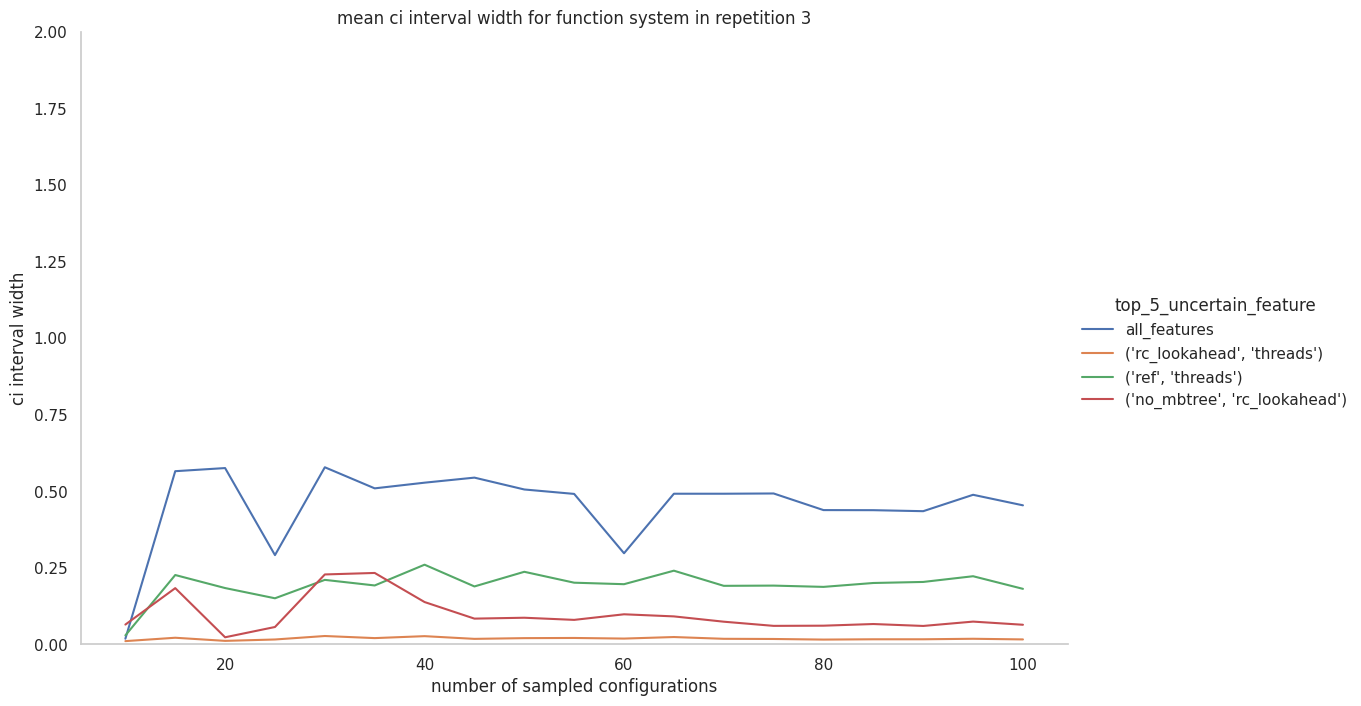 mean ci interval width for function system in repetition 3
2.00
1.75
1.50
1.25
1.00
0.75
0.50
0.25
0.00
ci interval width
20
40
60
80
100
number of sampled configurations
top_5_uncertain_feature
all_features
('rc_lookahead', 'threads')
('ref', 'threads')
('no_mbtree', 'rc_lookahead')